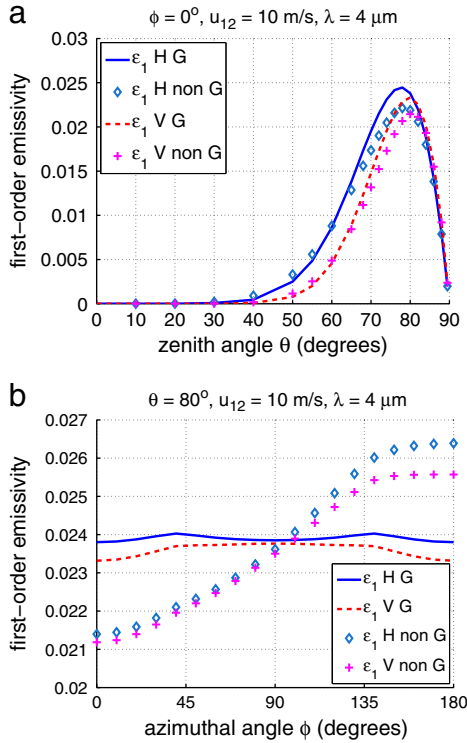 a
ϕ = 0°, u₁₂ = 10 m/s, λ = 4 μm
0.03
0.025
0.02
0.015
0.01
0.005
0
first−order emissivity
ε₁ H G
ε₁ H non G
ε₁ V G
ε₁ V non G
0 10 20 30 40 50 60 70 80 90
zenith angle θ (degrees)
b
θ = 80°, u₁₂ = 10 m/s, λ = 4 μm
0.027
0.026
0.025
0.024
0.023
0.022
0.021
0.02
first−order emissivity
ε₁ H G
ε₁ V G
ε₁ H non G
ε₁ V non G
0 45 90 135 180
azimuthal angle ϕ (degrees)